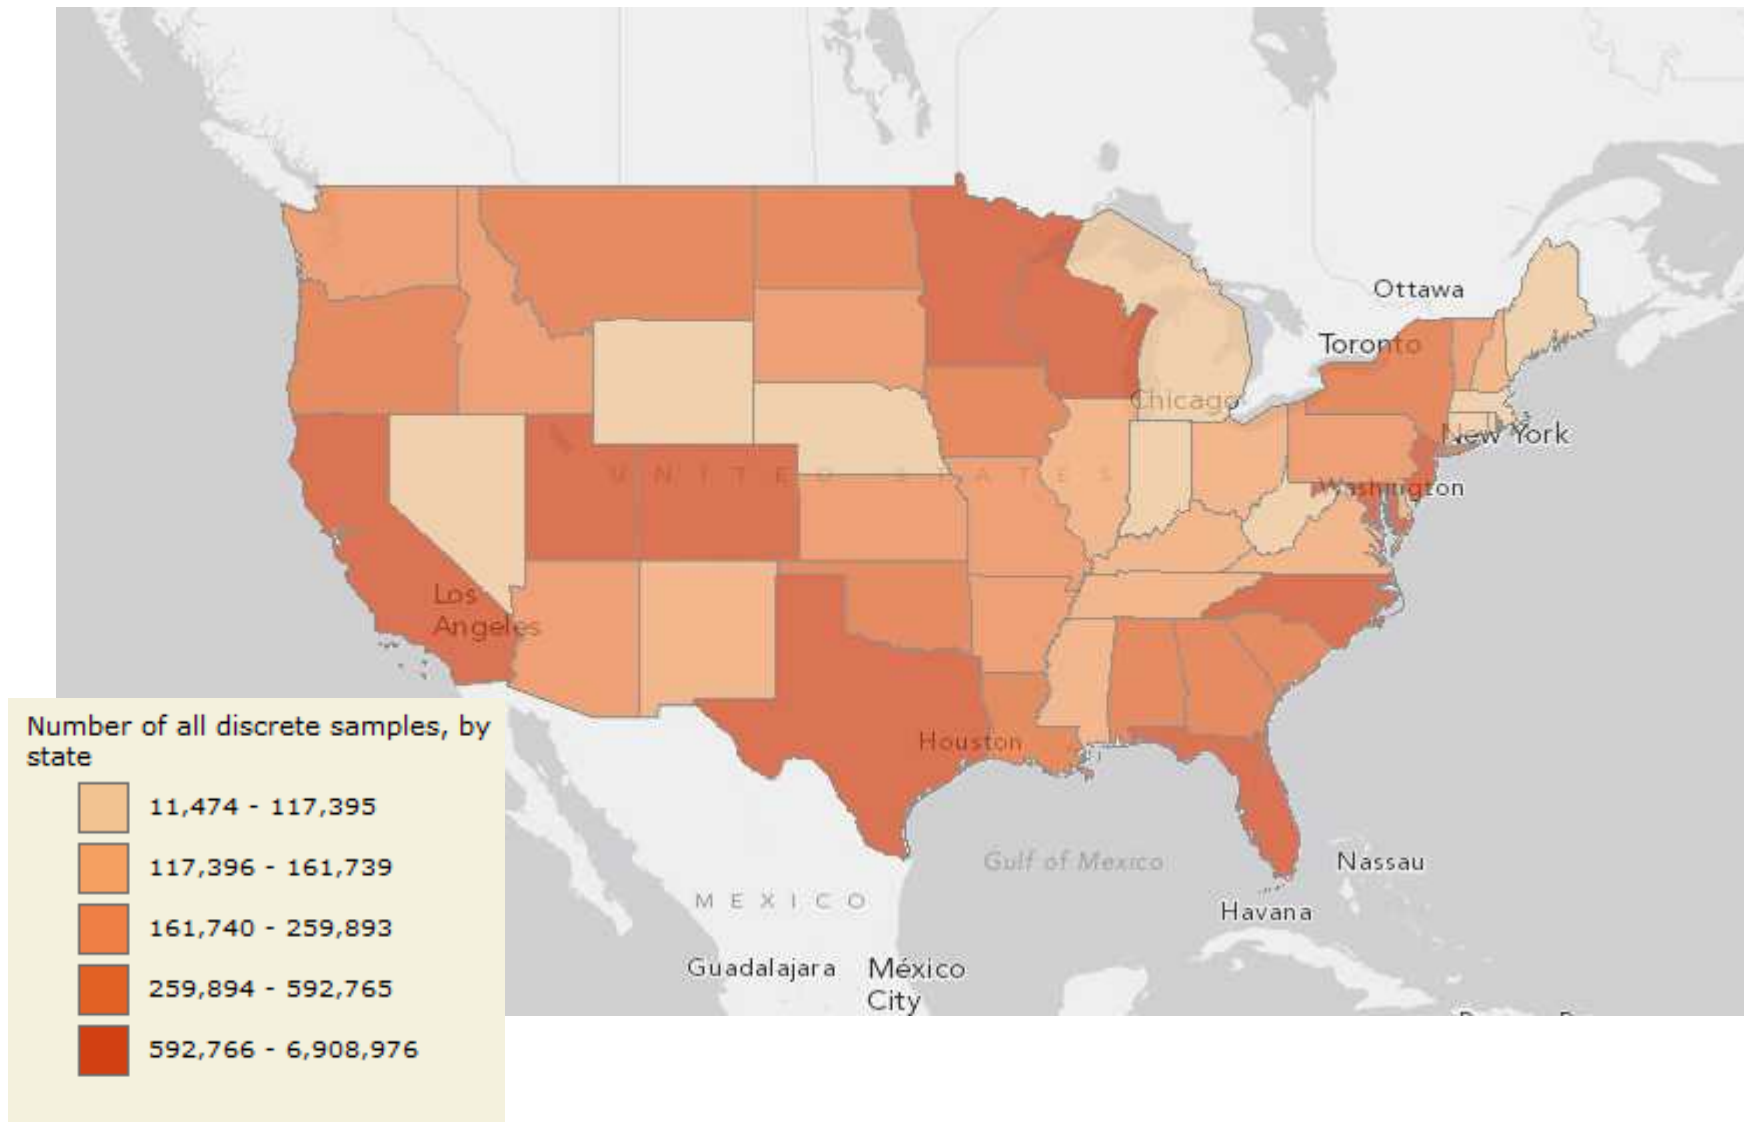 Ottawa
Toronto
Chicago
New York
UNITED STATES
Washington
Los
Angeles
Houston
Gulf of Mexico
Nassau
MEXICO
Havana
Guadalajara
México
City
Number of all discrete samples, by
state
11,474 - 117,395
117,396 - 161,739
161,740 - 259,893
259,894 - 592,765
592,766 - 6,908,976